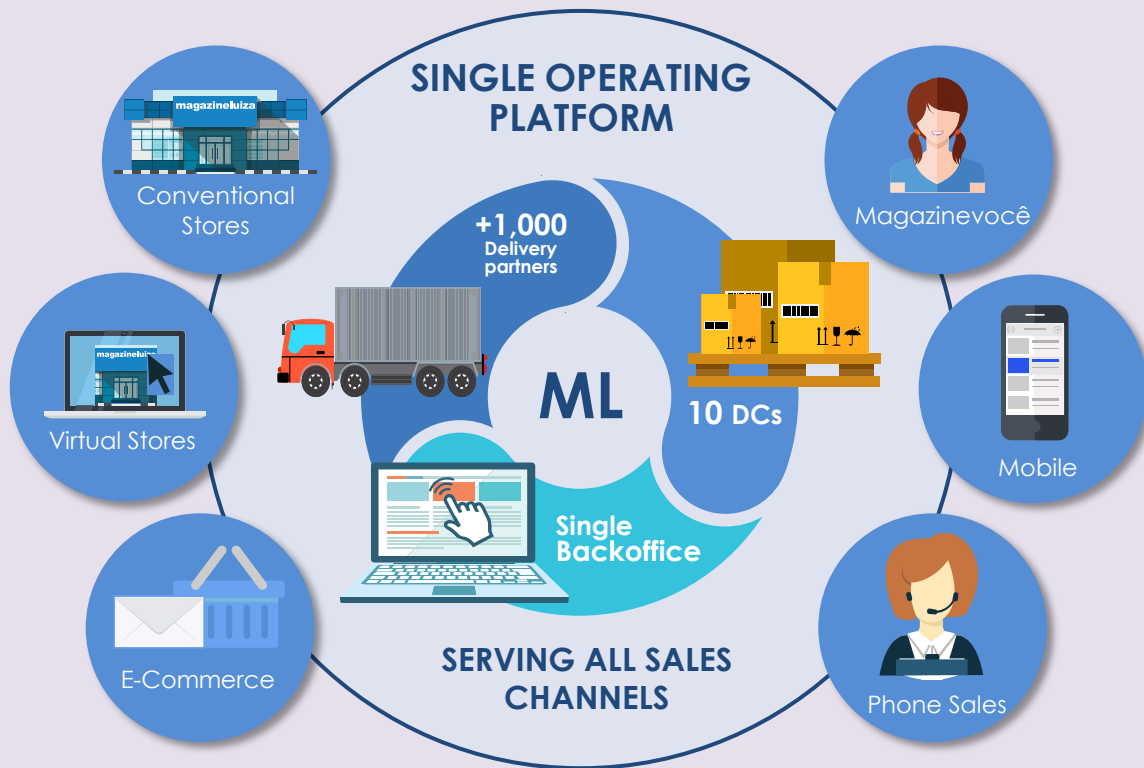 SINGLE OPERATING
PLATFORM
magazineluiza
Conventional
Stores
Magazinevocê
+1,000
Delivery
partners
magazineluiza
Virtual Stores
ML
10 DCs
Mobile
Single
Backoffice
E-Commerce
SERVING ALL SALES
CHANNELS
Phone Sales